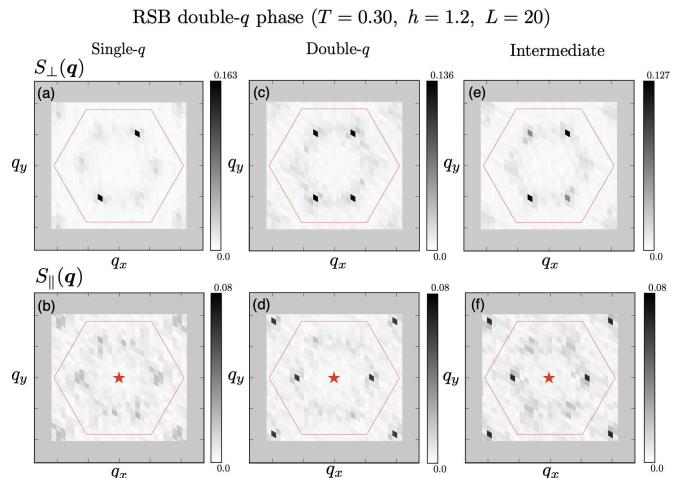 RSB double-q phase (T = 0.30, h = 1.2, L = 20)
Single-q Double-q Intermediate
S⊥(q)
0.163 0.136 0.127
(a) (c) (e)
qy qy qy
0.0 0.0 0.0
qx qx qx
S∥(q)
0.08 0.08 0.08
(b) (d) (f)
qy qy qy
0.0 0.0 0.0
qx qx qx